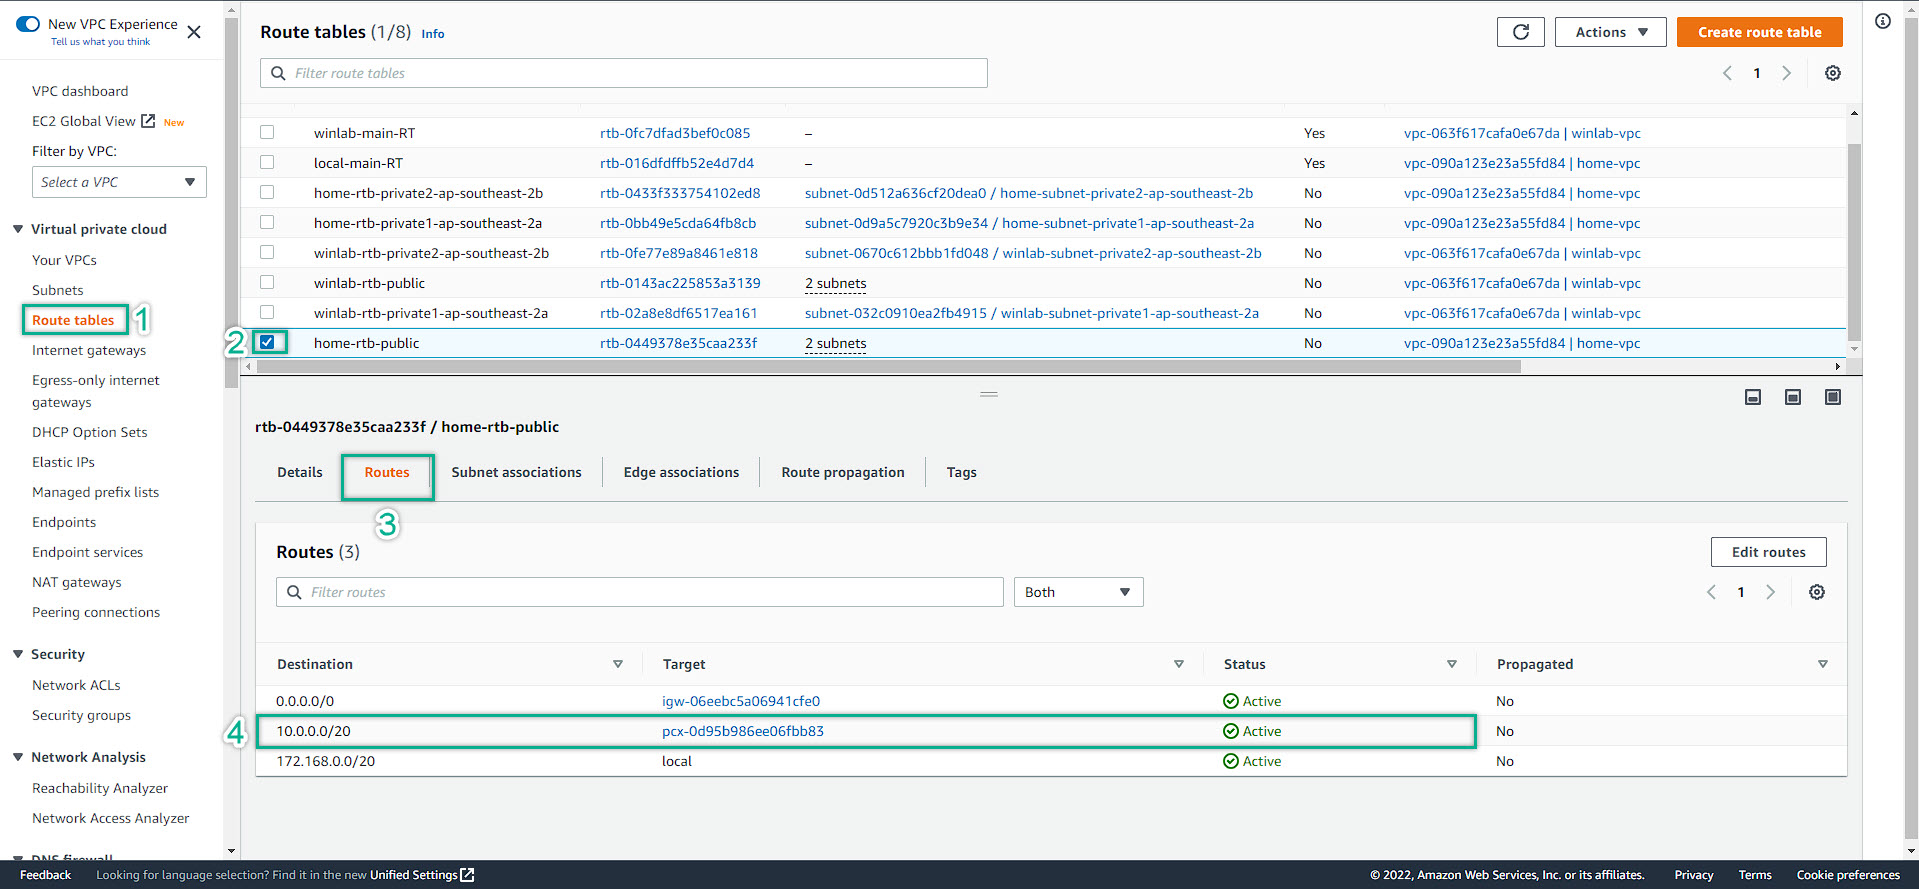 New VPC Experience
Tell us what you think
VPC dashboard
EC2 Global View New
Filter by VPC:
Select a VPC
Virtual private cloud
Your VPCs
Subnets
Route tables 1
Internet gateways
Egress-only internet
gateways
DHCP Option Sets
Elastic IPs
Managed prefix lists
Endpoints
Endpoint services
NAT gateways
Peering connections
Security
Network ACLs
Security groups
Network Analysis
Reachability Analyzer
Network Access Analyzer
DNS firewall
Route tables (1/8) Info
Actions
Create route table
Filter route tables
1
winlab-main-RT rtb-0fc7dfad3bef0c085 – Yes vpc-063f617cafa0e67da | winlab-vpc
local-main-RT rtb-016dfdffb52e4d7d4 – Yes vpc-090a123e23a55fd84 | home-vpc
home-rtb-private2-ap-southeast-2b rtb-0433f333754102ed8 subnet-0d512a636cf20dea0 / home-subnet-private2-ap-southeast-2b No vpc-090a123e23a55fd84 | home-vpc
home-rtb-private1-ap-southeast-2a rtb-0bb49e5cda64fb8cb subnet-0d9a5c7920c3b9e34 / home-subnet-private1-ap-southeast-2a No vpc-090a123e23a55fd84 | home-vpc
winlab-rtb-private2-ap-southeast-2b rtb-0fe77e89a8461e818 subnet-0670c612bbb1fd048 / winlab-subnet-private2-ap-southeast-2b No vpc-063f617cafa0e67da | winlab-vpc
winlab-rtb-public rtb-0143ac225853a3139 2 subnets No vpc-063f617cafa0e67da | winlab-vpc
winlab-rtb-private1-ap-southeast-2a rtb-02a8e8df6517ea161 subnet-032c0910ea2fb4915 / winlab-subnet-private1-ap-southeast-2a No vpc-063f617cafa0e67da | winlab-vpc
2 home-rtb-public rtb-0449378e35caa233f 2 subnets No vpc-090a123e23a55fd84 | home-vpc
rtb-0449378e35caa233f / home-rtb-public
Details Routes Subnet associations Edge associations Route propagation Tags
3
Routes (3)
Edit routes
Filter routes
Both
1
Destination Target Status Propagated
0.0.0.0/0 igw-06eebc5a06941cfe0 Active No
4 10.0.0.0/20 pcx-0d95b986ee06fbb83 Active No
172.168.0.0/20 local Active No
Feedback Looking for language selection? Find it in the new Unified Settings © 2022, Amazon Web Services, Inc. or its affiliates. Privacy Terms Cookie preferences